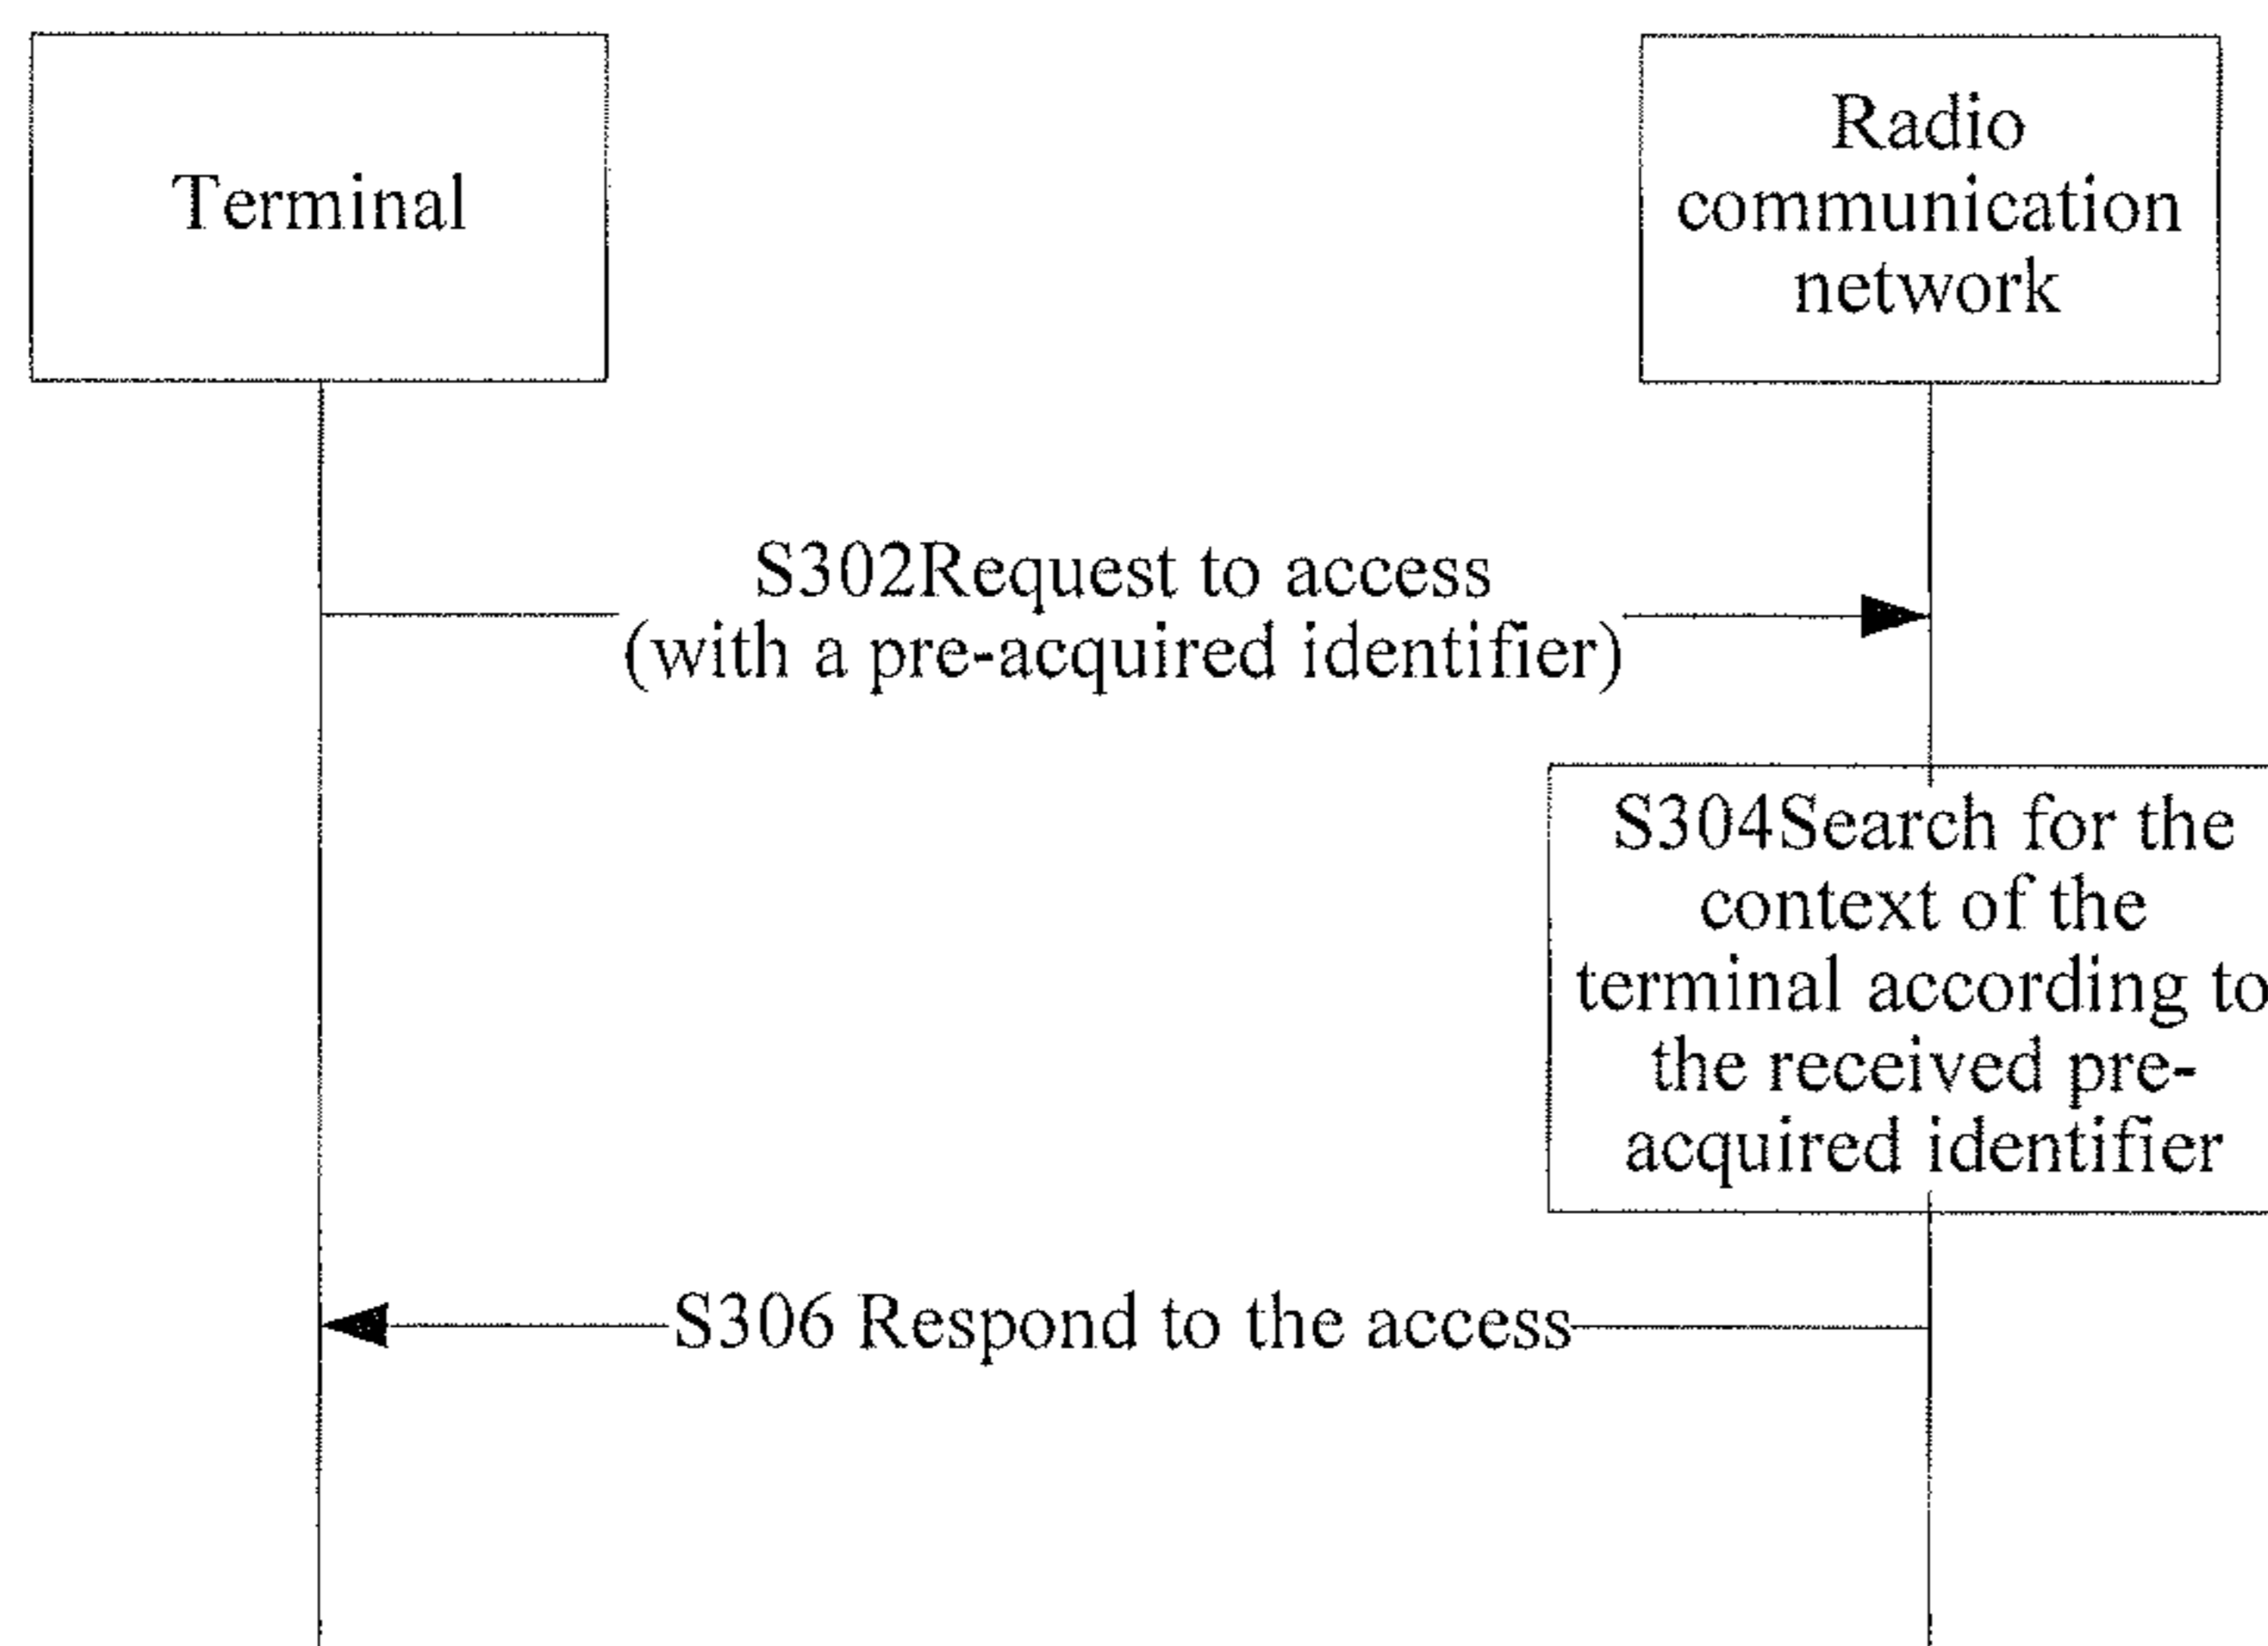 Terminal
Radio
communication
network
S302Request to access
(with a pre-acquired identifier)
S304Search for the
context of the
terminal according to
the received pre-
acquired identifier
S306 Respond to the access